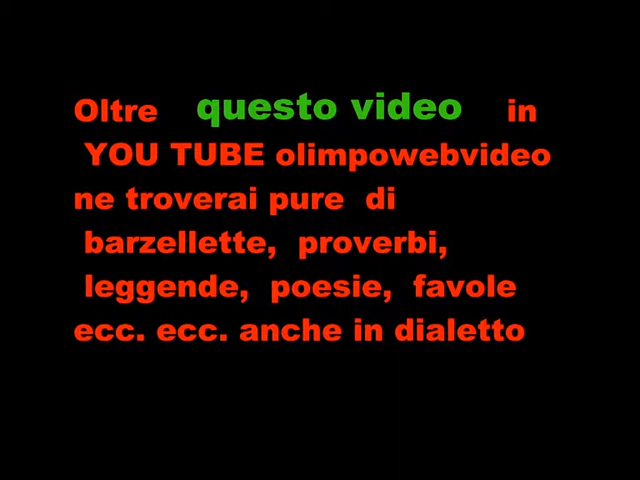 Oltre questo video in
YOU TUBE olimpowebvideo
ne troverai pure di
barzellette, proverbi,
leggende, poesie, favole
ecc. ecc. anche in dialetto